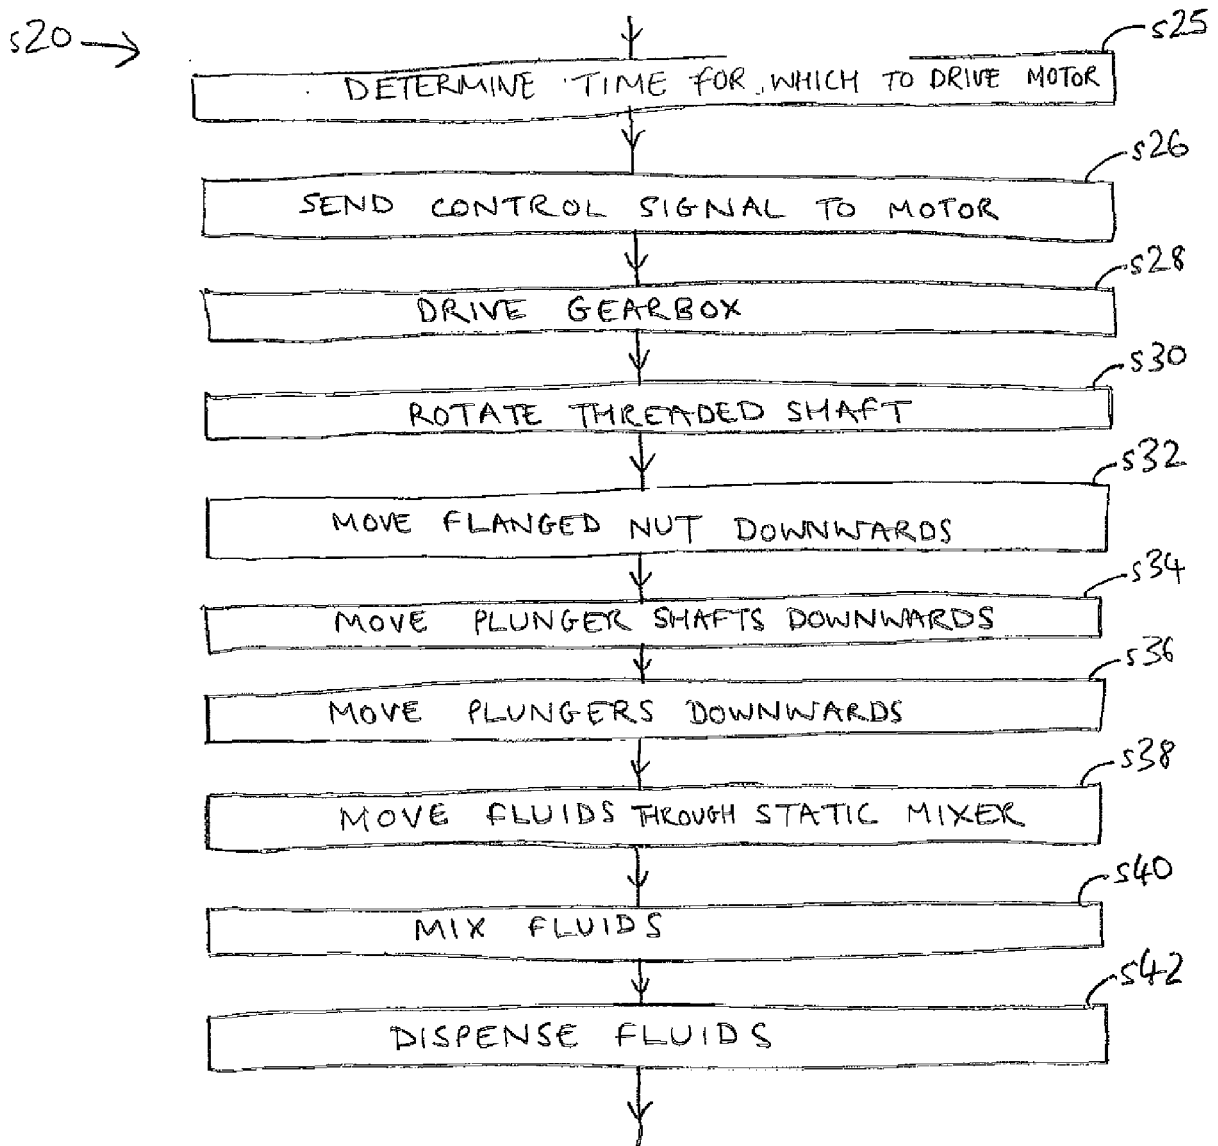 s20
s25
DETERMINE TIME FOR WHICH TO DRIVE MOTOR
s26
SEND CONTROL SIGNAL TO MOTOR
s28
DRIVE GEARBOX
s30
ROTATE THREADED SHAFT
s32
MOVE FLANGED NUT DOWNWARDS
s34
MOVE PLUNGER SHAFTS DOWNWARDS
s36
MOVE PLUNGERS DOWNWARDS
s38
MOVE FLUIDS THROUGH STATIC MIXER
s40
MIX FLUIDS
s42
DISPENSE FLUIDS